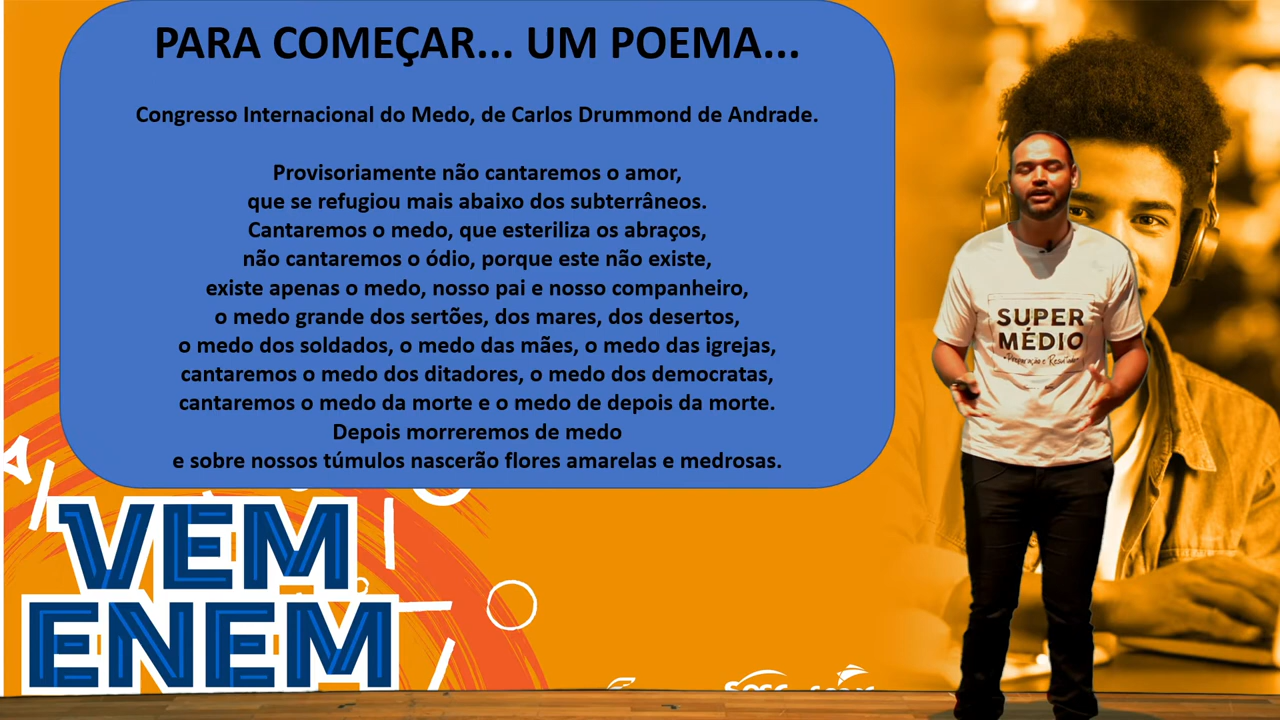 PARA COMEÇAR... UM POEMA...
Congresso Internacional do Medo, de Carlos Drummond de Andrade.
Provisoriamente não cantaremos o amor,
que se refugiou mais abaixo dos subterrâneos.
Cantaremos o medo, que esteriliza os abraços,
não cantaremos o ódio, porque este não existe,
existe apenas o medo, nosso pai e nosso companheiro,
o medo grande dos sertões, dos mares, dos desertos,
o medo dos soldados, o medo das mães, o medo das igrejas,
cantaremos o medo dos ditadores, o medo dos democratas,
cantaremos o medo da morte e o medo de depois da morte.
Depois morreremos de medo
e sobre nossos túmulos nascerão flores amarelas e medrosas.
SUPER
MÉDIO
Preparação e Resultado
VEM
ENEM